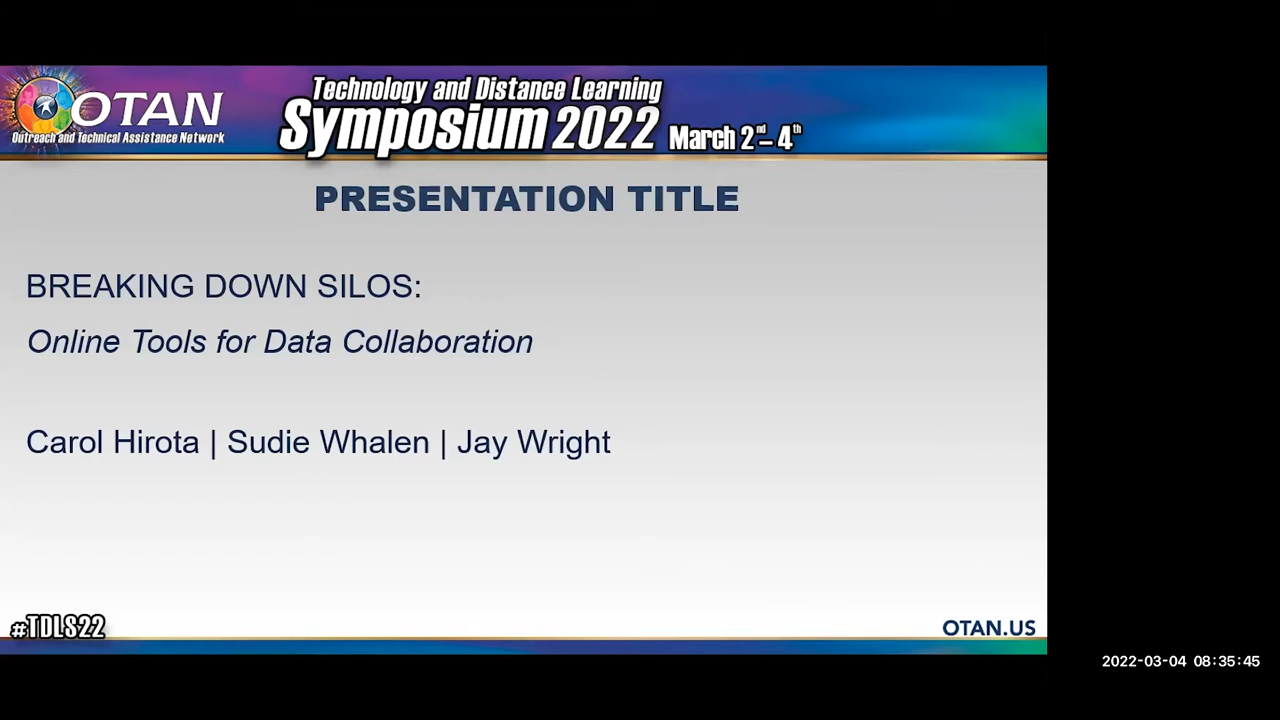 OTAN
Outreach and Technical Assistance Network
Technology and Distance Learning
Symposium 2022 March 2nd – 4th
PRESENTATION TITLE
BREAKING DOWN SILOS:
Online Tools for Data Collaboration
Carol Hirota | Sudie Whalen | Jay Wright
#TDLS22
OTAN.US
2022-03-04 08:35:45